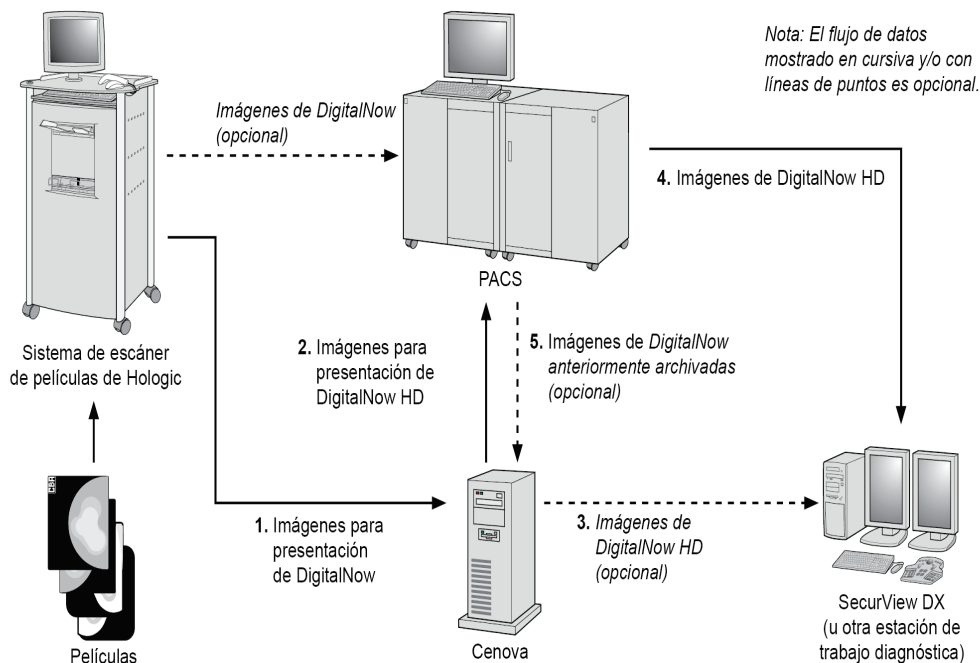 Nota: El flujo de datos
mostrado en cursiva y/o con
líneas de puntos es opcional.
Imágenes de DigitalNow
(opcional)
4. Imágenes de DigitalNow HD
PACS
Sistema de escáner
de películas de Hologic
2. Imágenes para
presentación de
DigitalNow HD
5. Imágenes de DigitalNow
anteriormente archivadas
(opcional)
1. Imágenes para
presentación
de DigitalNow
3. Imágenes de
DigitalNow HD
(opcional)
Películas
Cenova
SecurView DX
(u otra estación de
trabajo diagnóstica)